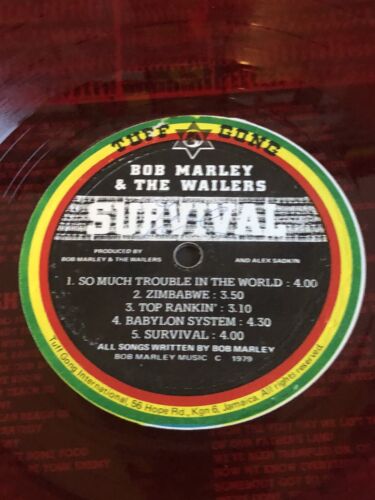 TUFF GONG
BOB MARLEY
& THE WAILERS
SURVIVAL
PRODUCED BY
BOB MARLEY & THE WAILERS
AND ALEX SADKIN
1. SO MUCH TROUBLE IN THE WORLD : 4.00
2. ZIMBABWE : 3.50
3. TOP RANKIN' : 3.10
4. BABYLON SYSTEM : 4.30
5. SURVIVAL : 4.00
ALL SONGS WRITTEN BY BOB MARLEY
BOB MARLEY MUSIC C 1979
Tuff Gong International, 56 Hope Rd., Kgn 6, Jamaica. All rights reserved.